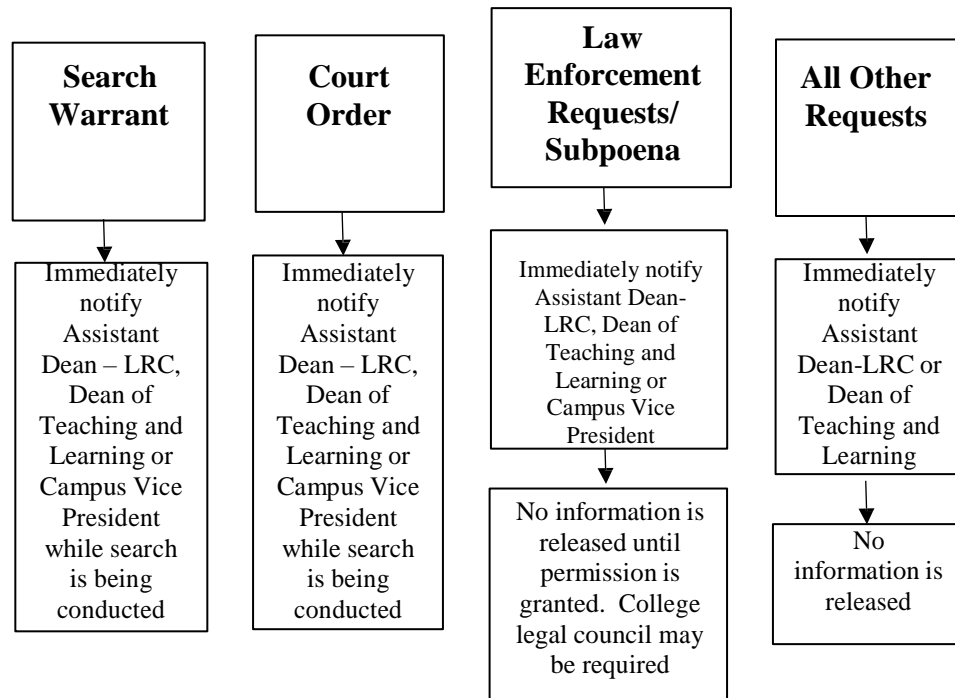 Search
Warrant
Immediately
notify
Assistant
Dean – LRC,
Dean of
Teaching and
Learning or
Campus Vice
President
while search
is being
conducted
Court
Order
Immediately
notify
Assistant
Dean – LRC,
Dean of
Teaching and
Learning or
Campus Vice
President
while search
is being
conducted
Law
Enforcement
Requests/
Subpoena
Immediately notify
Assistant Dean-
LRC, Dean of
Teaching and
Learning or
Campus Vice
President
No information is
released until
permission is
granted.  College
legal council may
be required
All Other
Requests
Immediately
notify
Assistant
Dean-LRC or
Dean of
Teaching and
Learning
No
information is
released